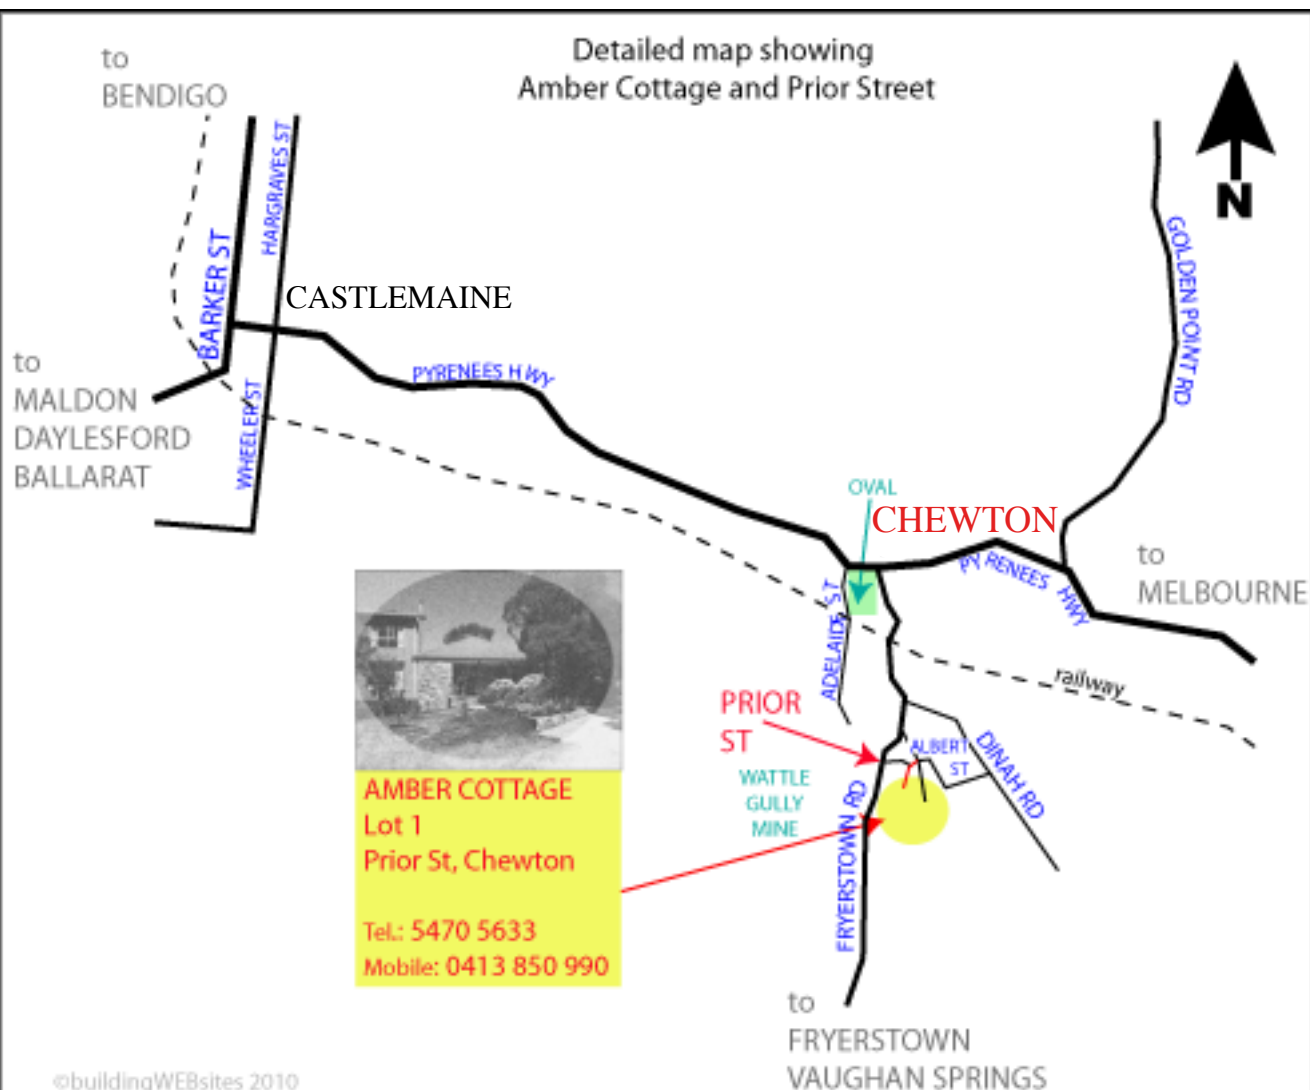 Detailed map showing
Amber Cottage and Prior Street
to
BENDIGO
N
HARGRAVES ST
BARKER ST
GOLDEN POINT RD
CASTLEMAINE
to
MALDON
DAYLESFORD
BALLARAT
PYRENEES HWY
WHEELER ST
OVAL
CHEWTON
PYRENEES HWY
to
MELBOURNE
ADELAIDE ST
railway
PRIOR
ST
ALBERT
ST
DINAH RD
WATTLE
GULLY
MINE
FRYERSTOWN RD
AMBER COTTAGE
Lot 1
Prior St, Chewton
Tel.: 5470 5633
Mobile: 0413 850 990
to
FRYERSTOWN
VAUGHAN SPRINGS
©buildingWEBsites 2010